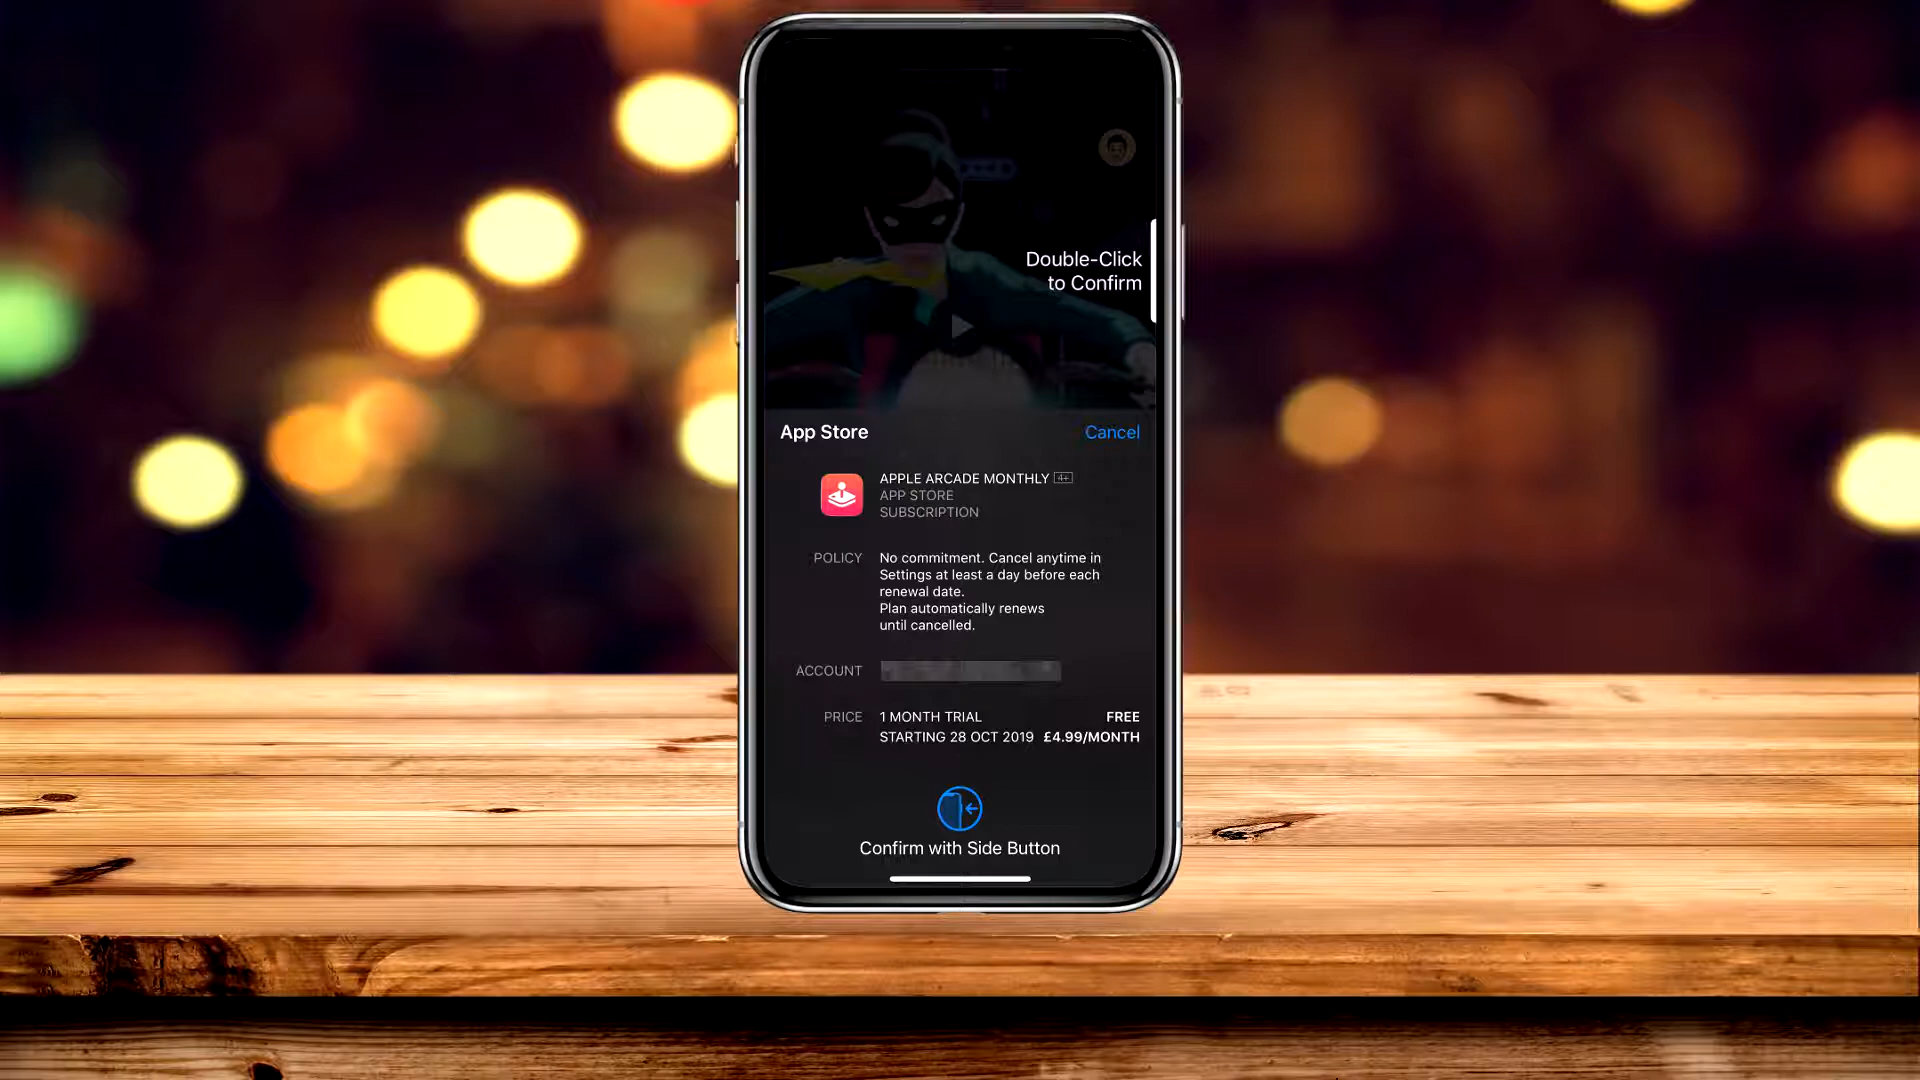 Double-Click
to Confirm
App Store
Cancel
APPLE ARCADE MONTHLY 4+
APP STORE
SUBSCRIPTION
POLICY
No commitment. Cancel anytime in
Settings at least a day before each
renewal date.
Plan automatically renews
until cancelled.
ACCOUNT
PRICE
1 MONTH TRIAL FREE
STARTING 28 OCT 2019 £4.99/MONTH
Confirm with Side Button